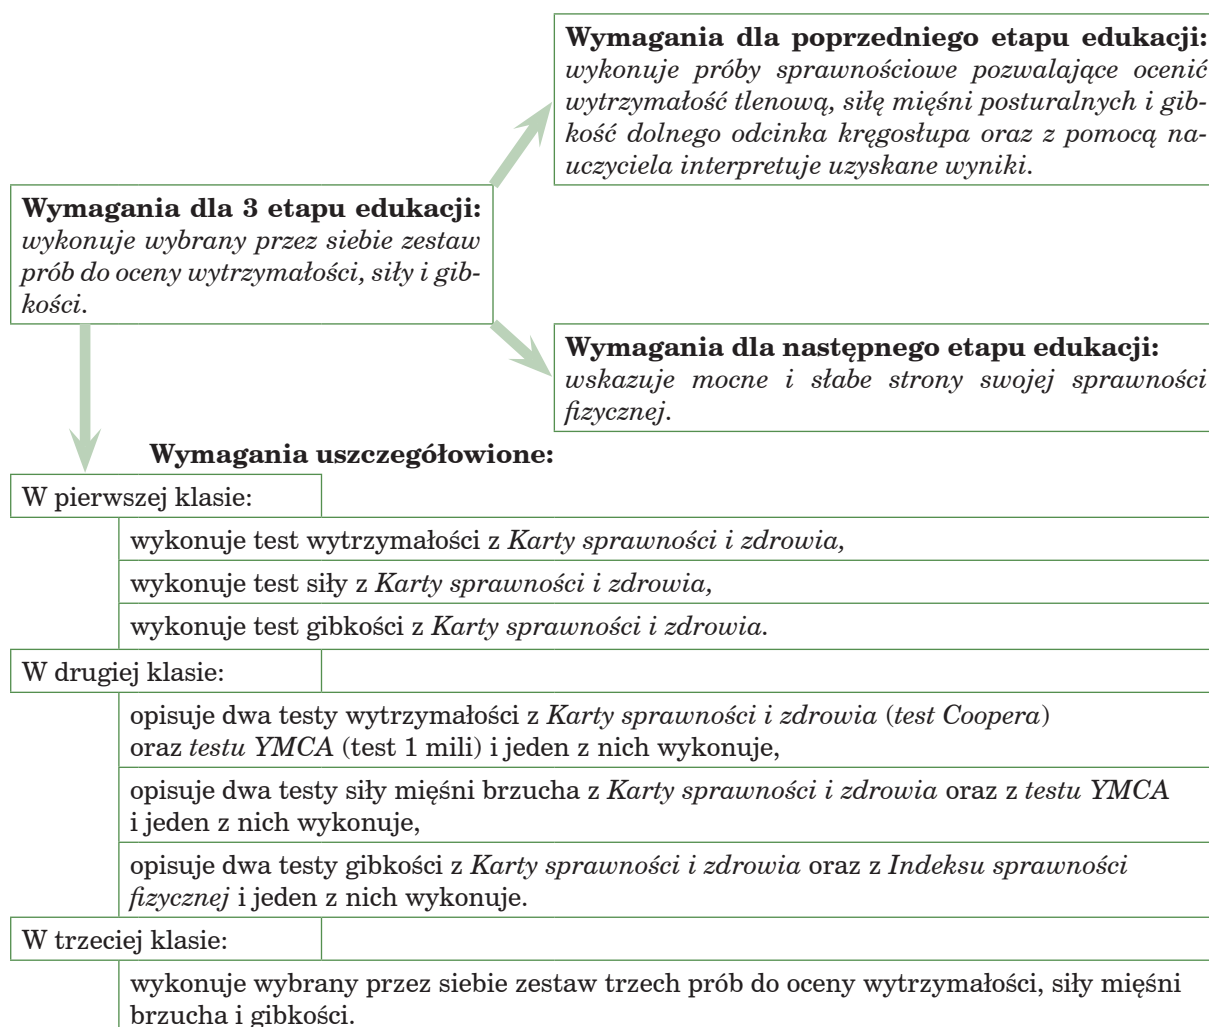 Wymagania dla poprzedniego etapu edukacji:
wykonuje próby sprawnościowe pozwalające ocenić
wytrzymałość tlenową, siłę mięśni posturalnych i gib-
kość dolnego odcinka kręgosłupa oraz z pomocą na-
uczyciela interpretuje uzyskane wyniki.
Wymagania dla 3 etapu edukacji:
wykonuje wybrany przez siebie zestaw
prób do oceny wytrzymałości, siły i gib-
kości.
Wymagania dla następnego etapu edukacji:
wskazuje mocne i słabe strony swojej sprawności
fizycznej.
Wymagania uszczegółowione:
W pierwszej klasie:
wykonuje test wytrzymałości z Karty sprawności i zdrowia,
wykonuje test siły z Karty sprawności i zdrowia,
wykonuje test gibkości z Karty sprawności i zdrowia.
W drugiej klasie:
opisuje dwa testy wytrzymałości z Karty sprawności i zdrowia (test Coopera)
oraz testu YMCA (test 1 mili) i jeden z nich wykonuje,
opisuje dwa testy siły mięśni brzucha z Karty sprawności i zdrowia oraz z testu YMCA
i jeden z nich wykonuje,
opisuje dwa testy gibkości z Karty sprawności i zdrowia oraz z Indeksu sprawności
fizycznej i jeden z nich wykonuje.
W trzeciej klasie:
wykonuje wybrany przez siebie zestaw trzech prób do oceny wytrzymałości, siły mięśni
brzucha i gibkości.